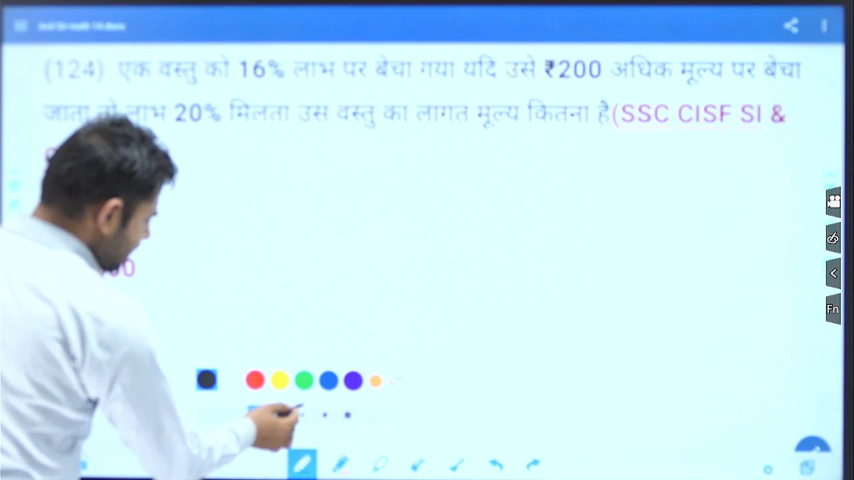 (124) एक वस्तु को 16% लाभ पर बेचा गया यदि उसे ₹200 अधिक मूल्य पर बेचा
जाता तो लाभ 20% मिलता उस वस्तु का लागत मूल्य कितना है(SSC CISF SI &
Fn